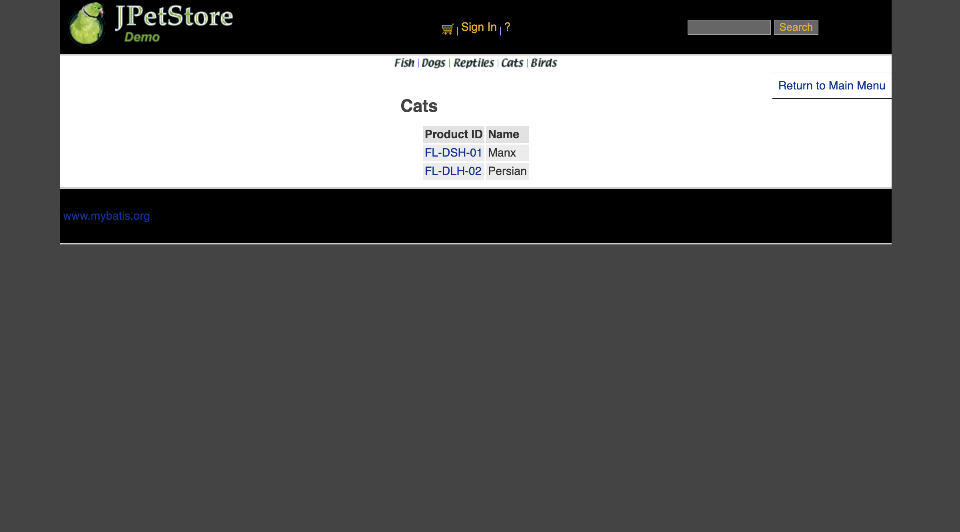 JPetStore
Demo
Sign In | ?
Search
Fish | Dogs | Reptiles | Cats | Birds
Return to Main Menu
Cats
Product ID Name
FL-DSH-01 Manx
FL-DLH-02 Persian
www.mybatis.org